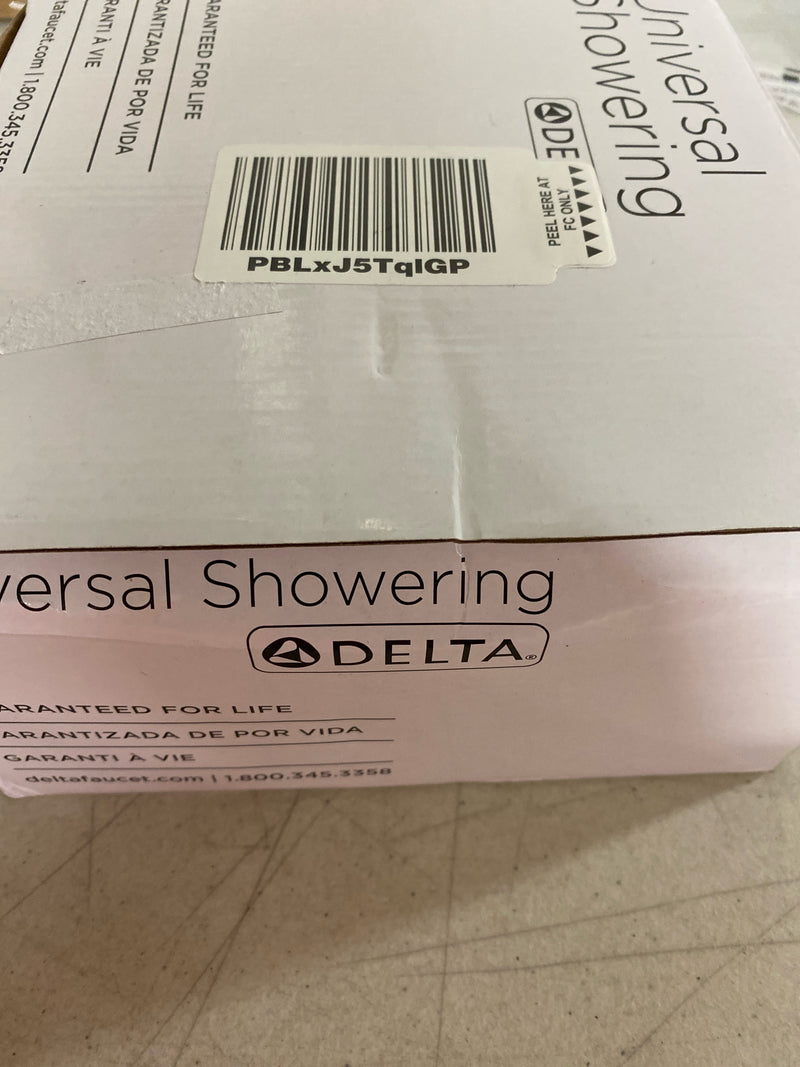 Universal
Showering
DE
ARANTEED FOR LIFE
RANTIZADA DE POR VIDA
RANTI À VIE
tafaucet.com | 1.800.345.335
PEEL HERE AT
FC ONLY
PBLxJ5TqIGP
versal Showering
DELTA®
ARANTEED FOR LIFE
ARANTIZADA DE POR VIDA
GARANTI À VIE
deltafaucet.com | 1.800.345.3358